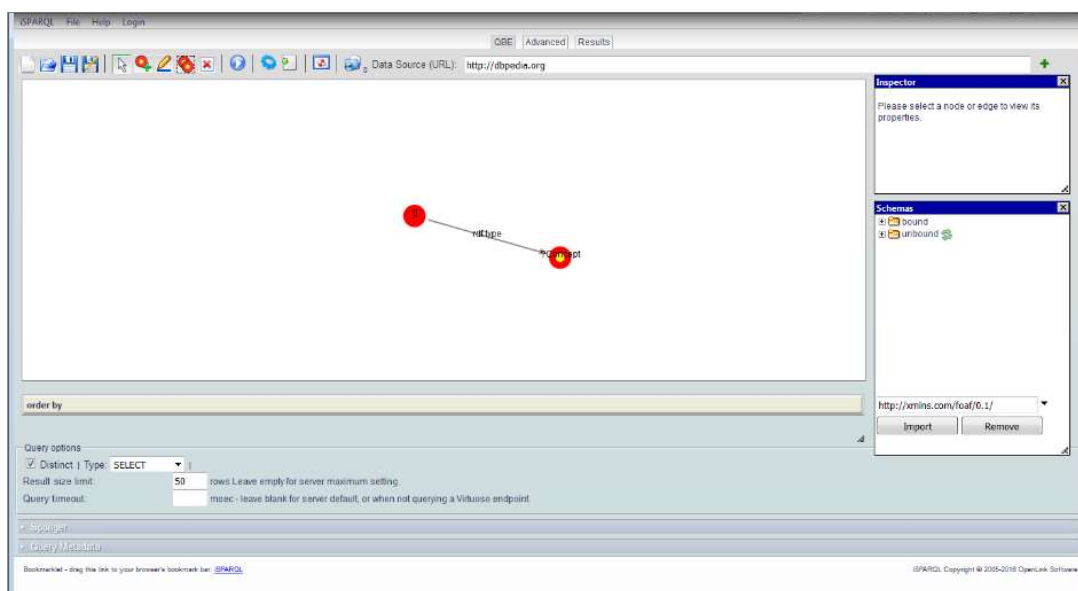 iSPARQL File Help Login
QBE Advanced Results
Data Source (URL): http://dbpedia.org
Inspector
Please select a node or edge to view its
properties.
[]
rdf:type
?Concept
Schemas
bound
unbound
order by
http://xmlns.com/foaf/0.1/
Import Remove
Query options
Distinct | Type: SELECT |
Result size limit: 50 rows Leave empty for server maximum setting.
Query timeout: msec - leave blank for server default, or when not querying a Virtuoso endpoint
Sponger
Query Metadata
Bookmarklet - drag this link to your browser's bookmark bar: iSPARQL
iSPARQL Copyright © 2005-2016 OpenLink Software